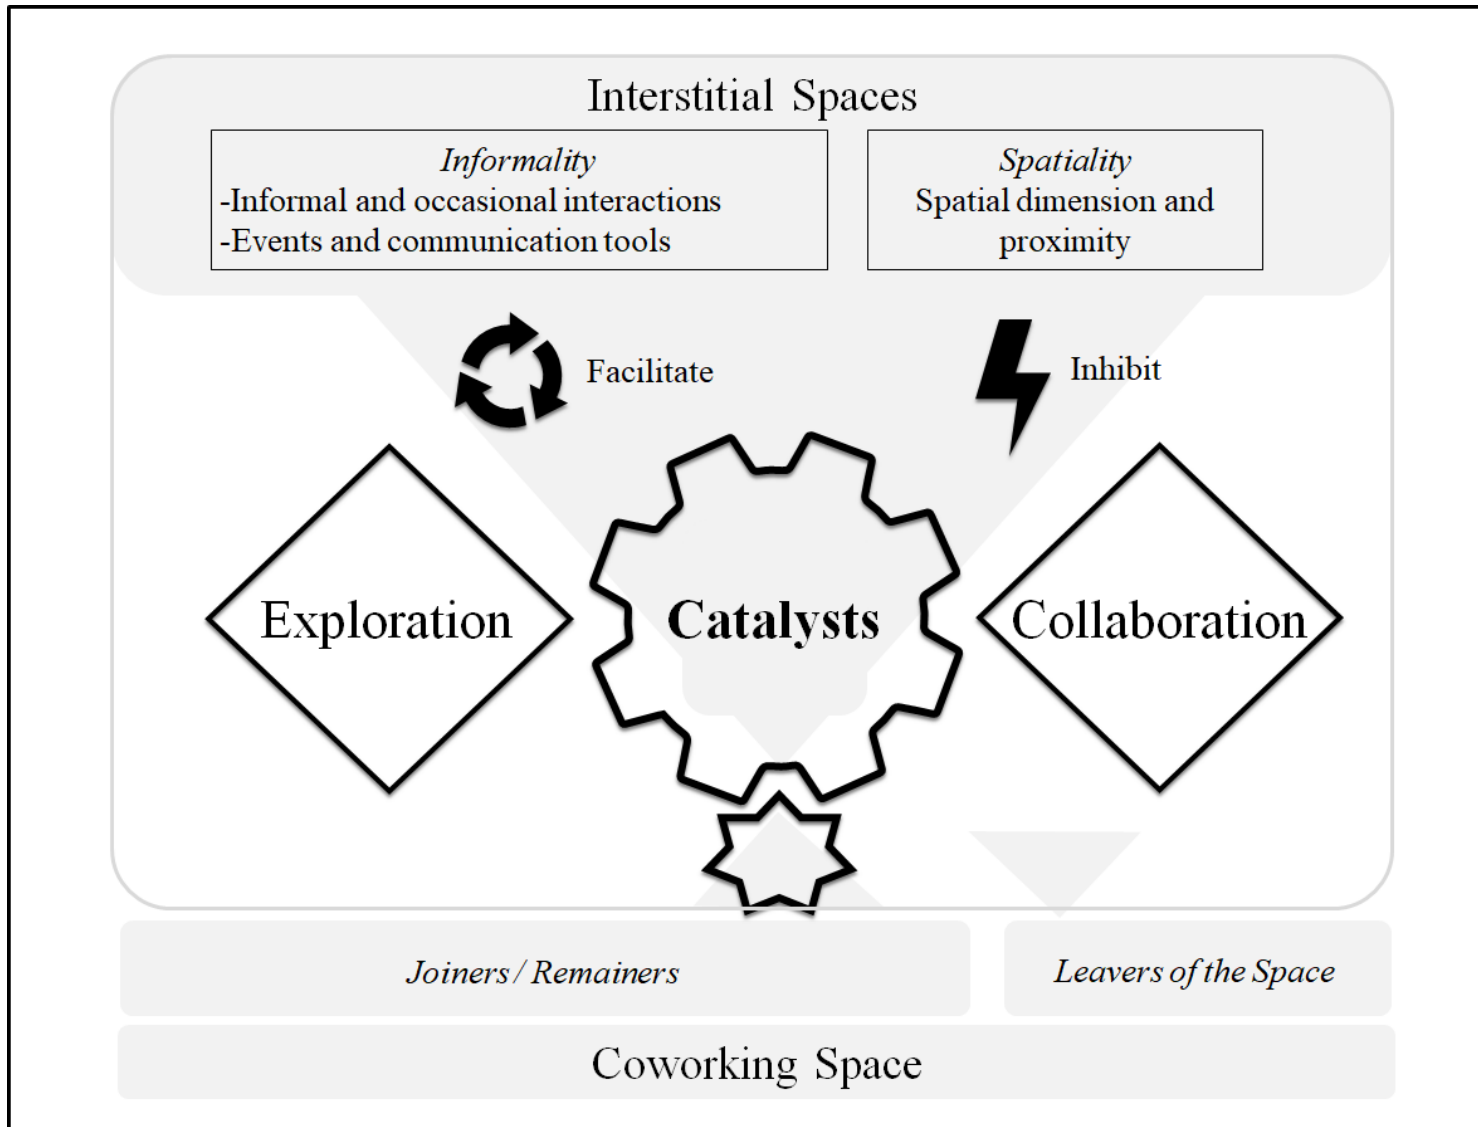 Interstitial Spaces
Informality
-Informal and occasional interactions
-Events and communication tools
Spatiality
Spatial dimension and
proximity
Facilitate
Inhibit
Exploration
Catalysts
Collaboration
Joiners / Remainers
Leavers of the Space
Coworking Space